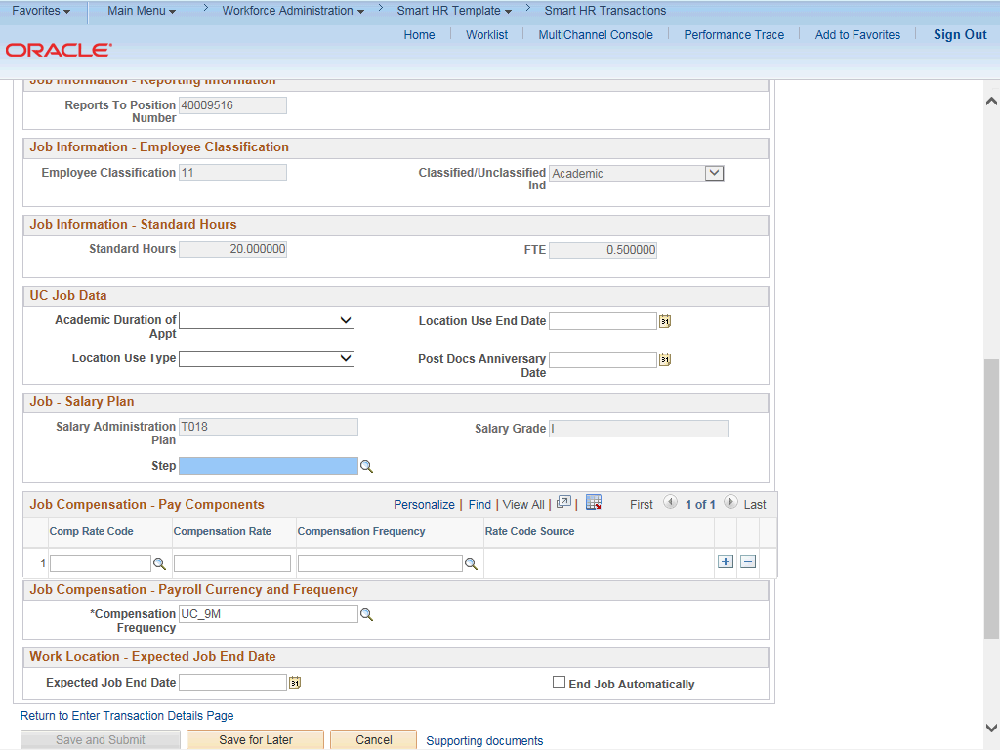 Favorites Main Menu > Workforce Administration > Smart HR Template > Smart HR Transactions
Home Worklist MultiChannel Console Performance Trace Add to Favorites Sign Out
ORACLE
Job Information - Reporting Information
Reports To Position Number 40009516
Job Information - Employee Classification
Employee Classification 11 Classified/Unclassified Ind Academic
Job Information - Standard Hours
Standard Hours 20.000000 FTE 0.500000
UC Job Data
Academic Duration of Appt Location Use End Date 31
Location Use Type Post Docs Anniversary Date 31
Job - Salary Plan
Salary Administration Plan T018 Salary Grade I
Step
Job Compensation - Pay Components Personalize | Find | View All | | First 1 of 1 Last
Comp Rate Code Compensation Rate Compensation Frequency Rate Code Source
1
Job Compensation - Payroll Currency and Frequency
*Compensation Frequency UC_9M
Work Location - Expected Job End Date
Expected Job End Date 31 End Job Automatically
Return to Enter Transaction Details Page
Save and Submit Save for Later Cancel Supporting documents